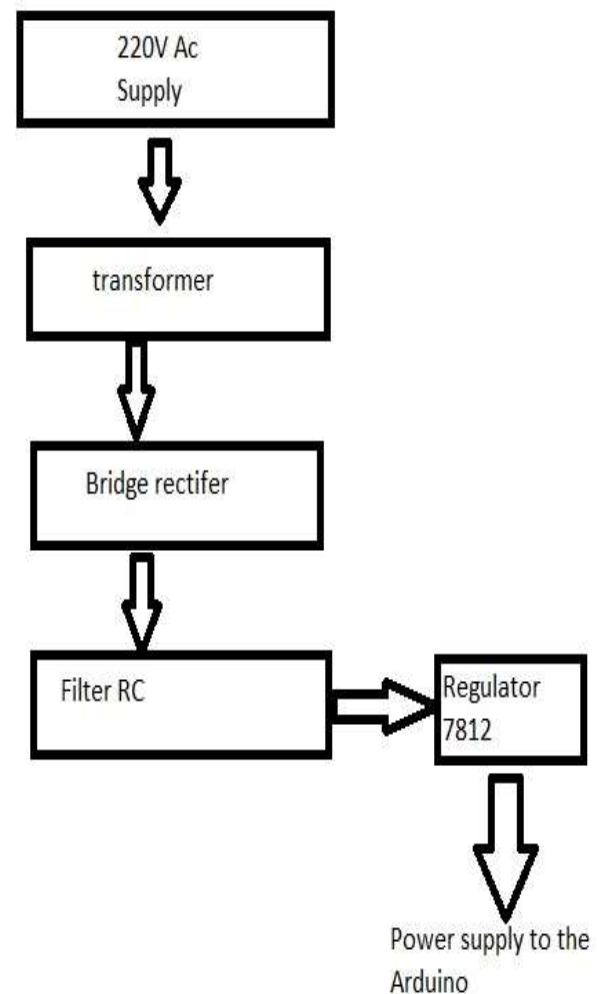 220V Ac
Supply
transformer
Bridge rectifer
Filter RC
Regulator
7812
Power supply to the
Arduino